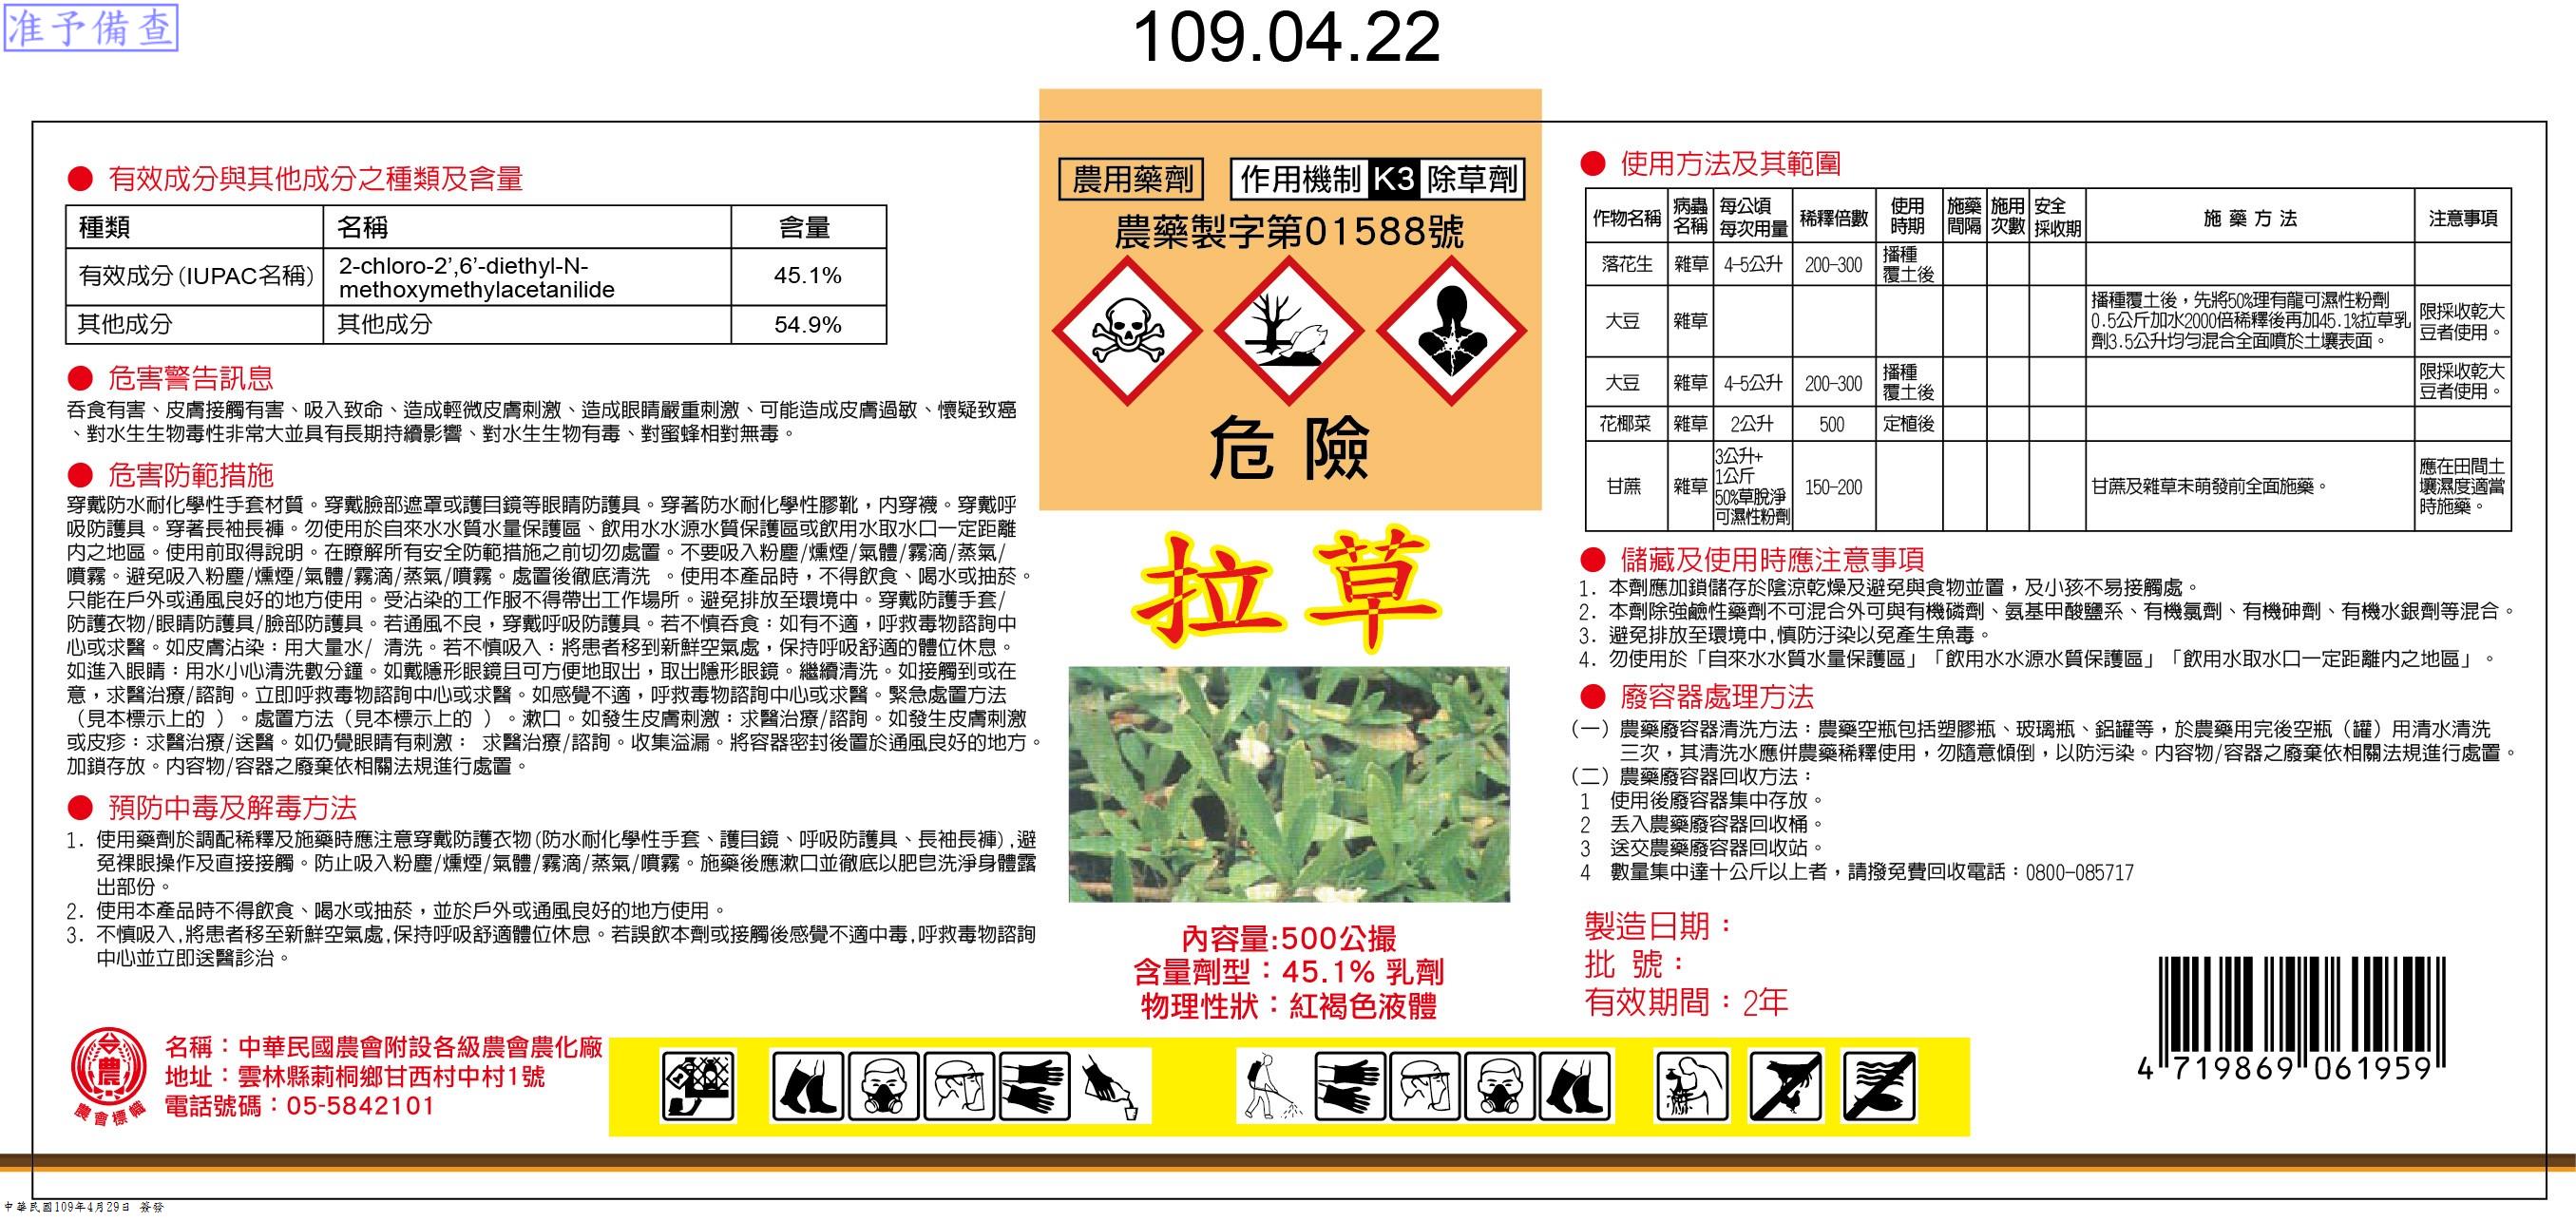 准予備查
109.04.22
● 有效成分與其他成分之種類及含量
種類 名稱 含量
有效成分(IUPAC名稱) 2-chloro-2’,6’-diethyl-N-
methoxymethylacetanilide 45.1%
其他成分 其他成分 54.9%
● 危害警告訊息
吞食有害、皮膚接觸有害、吸入致命、造成輕微皮膚刺激、造成眼睛嚴重刺激、可能造成皮膚過敏、懷疑致癌
、對水生生物毒性非常大並具有長期持續影響、對水生生物有毒、對蜜蜂相對無毒。
● 危害防範措施
穿戴防水耐化學性手套材質。穿戴臉部遮罩或護目鏡等眼睛防護具。穿著防水耐化學性膠靴，內穿襪。穿戴呼
吸防護具。穿著長袖長褲。勿使用於自來水水質水量保護區、飲用水水源水質保護區或飲用水取水口一定距離
內之地區。使用前取得說明。在瞭解所有安全防範措施之前切勿處置。不要吸入粉塵/燻煙/氣體/霧滴/蒸氣/
噴霧。避免吸入粉塵/燻煙/氣體/霧滴/蒸氣/噴霧。處置後徹底清洗 。使用本產品時，不得飲食、喝水或抽菸。
只能在戶外或通風良好的地方使用。受沾染的工作服不得帶出工作場所。避免排放至環境中。穿戴防護手套/
防護衣物/眼睛防護具/臉部防護具。若通風不良，穿戴呼吸防護具。若不慎吞食：如有不適，呼救毒物諮詢中
心或求醫。如皮膚沾染：用大量水/ 清洗。若不慎吸入：將患者移到新鮮空氣處，保持呼吸舒適的體位休息。
如進入眼睛：用水小心清洗數分鐘。如戴隱形眼鏡且可方便地取出，取出隱形眼鏡。繼續清洗。如接觸到或在
意，求醫治療/諮詢。立即呼救毒物諮詢中心或求醫。如感覺不適，呼救毒物諮詢中心或求醫。緊急處置方法
（見本標示上的 ）。處置方法（見本標示上的 ）。漱口。如發生皮膚刺激：求醫治療/諮詢。如發生皮膚刺激
或皮疹：求醫治療/送醫。如仍覺眼睛有刺激： 求醫治療/諮詢。收集溢漏。將容器密封後置於通風良好的地方。
加鎖存放。內容物/容器之廢棄依相關法規進行處置。
● 預防中毒及解毒方法
1. 使用藥劑於調配稀釋及施藥時應注意穿戴防護衣物(防水耐化學性手套、護目鏡、呼吸防護具、長袖長褲),避
免裸眼操作及直接接觸。防止吸入粉塵/燻煙/氣體/霧滴/蒸氣/噴霧。施藥後應漱口並徹底以肥皂洗淨身體露
出部份。
2. 使用本產品時不得飲食、喝水或抽菸，並於戶外或通風良好的地方使用。
3. 不慎吸入,將患者移至新鮮空氣處,保持呼吸舒適體位休息。若誤飲本劑或接觸後感覺不適中毒,呼救毒物諮詢
中心並立即送醫診治。
農會標幟
名稱：中華民國農會附設各級農會農化廠
地址：雲林縣莿桐鄉甘西村中村1號
電話號碼：05-5842101
農用藥劑 作用機制 K3 除草劑
農藥製字第01588號
危險
拉草
內容量:500公撮
含量劑型：45.1% 乳劑
物理性狀：紅褐色液體
● 使用方法及其範圍
作物名稱 病蟲名稱 每公頃每次用量 稀釋倍數 使用時期 施藥間隔 施用次數 安全採收期 施藥方法 注意事項
落花生 雜草 4-5公升 200-300 播種覆土後
大豆 雜草 播種覆土後，先將50%理有龍可濕性粉劑
0.5公斤加水2000倍稀釋後再加45.1%拉草乳
劑3.5公升均勻混合全面噴於土壤表面。 限採收乾大豆者使用。
大豆 雜草 4-5公升 200-300 播種覆土後 限採收乾大豆者使用。
花椰菜 雜草 2公升 500 定植後
甘蔗 雜草 3公升+1公斤50%草脫淨可濕性粉劑 150-200 甘蔗及雜草未萌發前全面施藥。 應在田間土壤濕度適當時施藥。
● 儲藏及使用時應注意事項
1. 本劑應加鎖儲存於陰涼乾燥及避免與食物並置，及小孩不易接觸處。
2. 本劑除強鹼性藥劑不可混合外可與有機磷劑、氨基甲酸鹽系、有機氯劑、有機砷劑、有機水銀劑等混合。
3. 避免排放至環境中,慎防汙染以免產生魚毒。
4. 勿使用於「自來水水質水量保護區」「飲用水水源水質保護區」「飲用水取水口一定距離內之地區」。
● 廢容器處理方法
(一) 農藥廢容器清洗方法：農藥空瓶包括塑膠瓶、玻璃瓶、鋁罐等，於農藥用完後空瓶（罐）用清水清洗
三次，其清洗水應併農藥稀釋使用，勿隨意傾倒，以防污染。內容物/容器之廢棄依相關法規進行處置。
(二) 農藥廢容器回收方法：
1 使用後廢容器集中存放。
2 丟入農藥廢容器回收桶。
3 送交農藥廢容器回收站。
4 數量集中達十公斤以上者，請撥免費回收電話：0800-085717
製造日期：
批 號：
有效期間：2年
4 719869 061959
中華民國109年4月29日 簽發